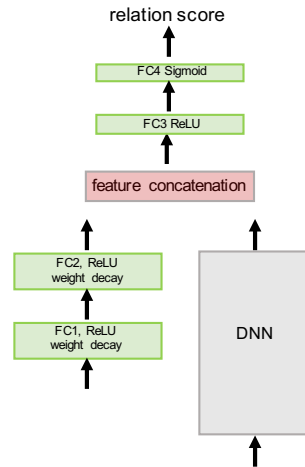 relation score
FC4 Sigmoid
FC3 ReLU
feature concatenation
FC2, ReLU
weight decay
FC1, ReLU
weight decay
DNN